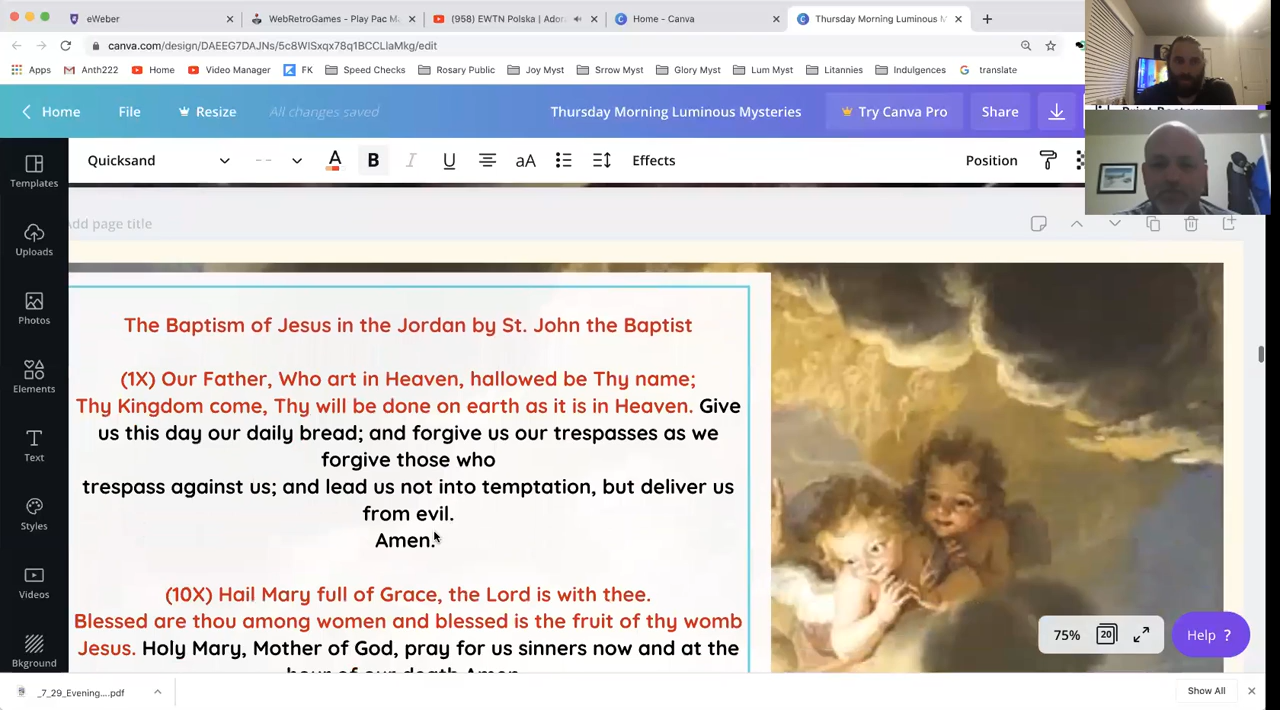 eWeber
WebRetroGames - Play Pac M
(958) EWTN Polska | Ador
Home - Canva
Thursday Morning Luminous M
canva.com/design/DAEEG7DAJNs/5c8WlSxqx78q1BCCLlaMkg/edit
Apps
Anth222
Home
Video Manager
FK
Speed Checks
Rosary Public
Joy Myst
Srrow Myst
Glory Myst
Lum Myst
Litannies
Indulgences
translate
Home
File
Resize
All changes saved
Thursday Morning Luminous Mysteries
Try Canva Pro
Share
Quicksand
--
A
B
I
U
aA
Effects
Position
Templates
Uploads
Photos
Elements
Text
Styles
Videos
Bkground
Add page title
The Baptism of Jesus in the Jordan by St. John the Baptist
(1X) Our Father, Who art in Heaven, hallowed be Thy name;
Thy Kingdom come, Thy will be done on earth as it is in Heaven. Give
us this day our daily bread; and forgive us our trespasses as we
forgive those who
trespass against us; and lead us not into temptation, but deliver us
from evil.
Amen.
(10X) Hail Mary full of Grace, the Lord is with thee.
Blessed are thou among women and blessed is the fruit of thy womb
Jesus. Holy Mary, Mother of God, pray for us sinners now and at the
hour of our death Amen
75%
20
Help ?
_7_29_Evening....pdf
Show All